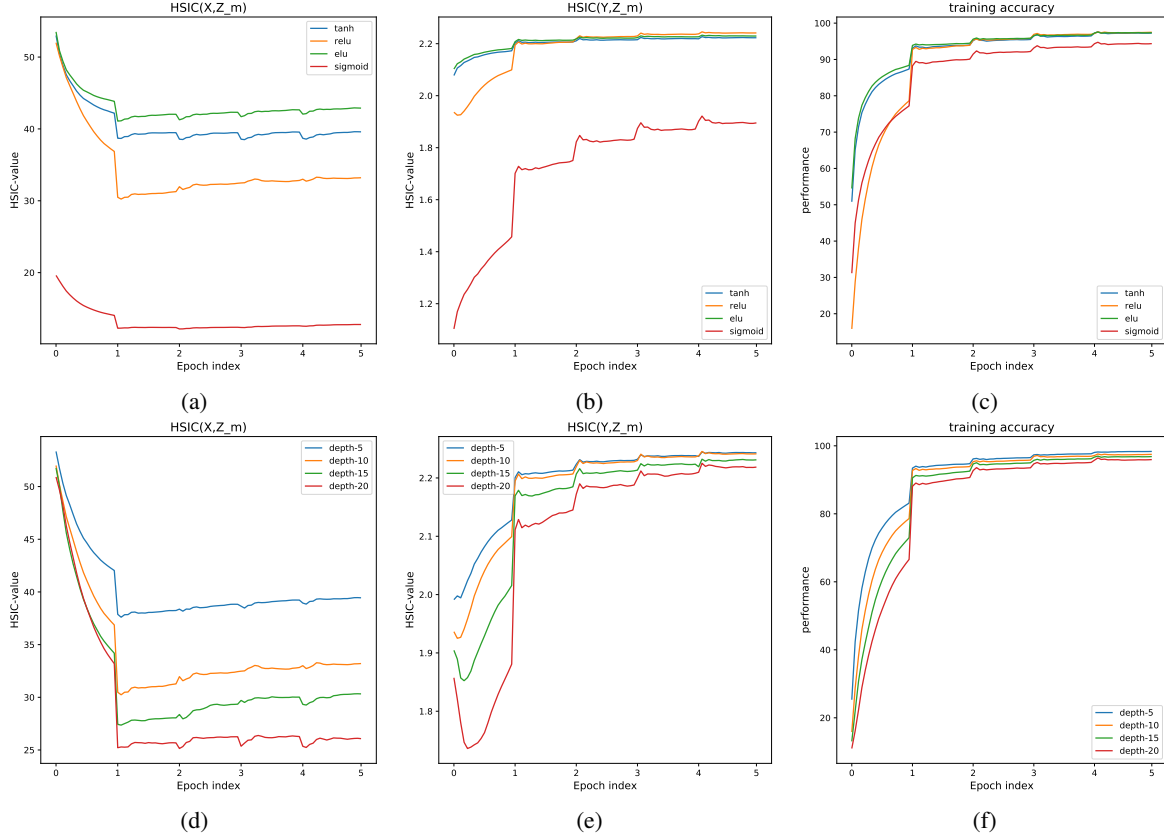 HSIC(X,Z_m)
HSIC-value
50
40
30
20
0 1 2 3 4 5
Epoch index
tanh
relu
elu
sigmoid
(a)
HSIC(Y,Z_m)
HSIC-value
2.2
2.0
1.8
1.6
1.4
1.2
0 1 2 3 4 5
Epoch index
tanh
relu
elu
sigmoid
(b)
training accuracy
performance
100
90
80
70
60
50
40
30
20
0 1 2 3 4 5
Epoch index
tanh
relu
elu
sigmoid
(c)
HSIC(X,Z_m)
HSIC-value
50
45
40
35
30
25
0 1 2 3 4 5
Epoch index
depth-5
depth-10
depth-15
depth-20
(d)
HSIC(Y,Z_m)
HSIC-value
2.2
2.1
2.0
1.9
1.8
0 1 2 3 4 5
Epoch index
depth-5
depth-10
depth-15
depth-20
(e)
training accuracy
performance
100
80
60
40
20
0 1 2 3 4 5
Epoch index
depth-5
depth-10
depth-15
depth-20
(f)